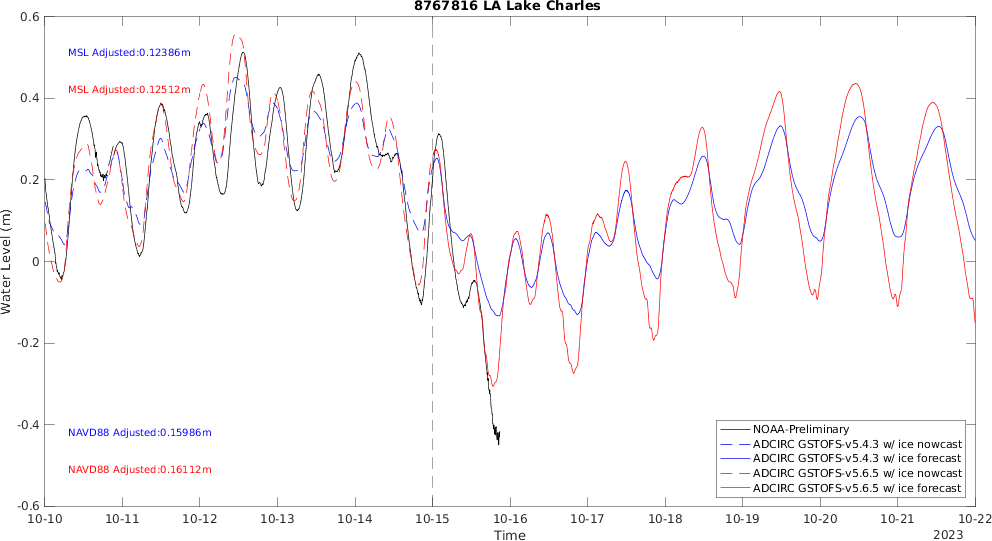 8767816 LA Lake Charles
0.6
0.4
0.2
0
-0.2
-0.4
-0.6
Water Level (m)
MSL Adjusted:0.12386m
MSL Adjusted:0.12512m
NAVD88 Adjusted:0.15986m
NAVD88 Adjusted:0.16112m
NOAA-Preliminary
ADCIRC GSTOFS-v5.4.3 w/ ice nowcast
ADCIRC GSTOFS-v5.4.3 w/ ice forecast
ADCIRC GSTOFS-v5.6.5 w/ ice nowcast
ADCIRC GSTOFS-v5.6.5 w/ ice forecast
10-10 10-11 10-12 10-13 10-14 10-15 10-16 10-17 10-18 10-19 10-20 10-21 10-22
Time
2023